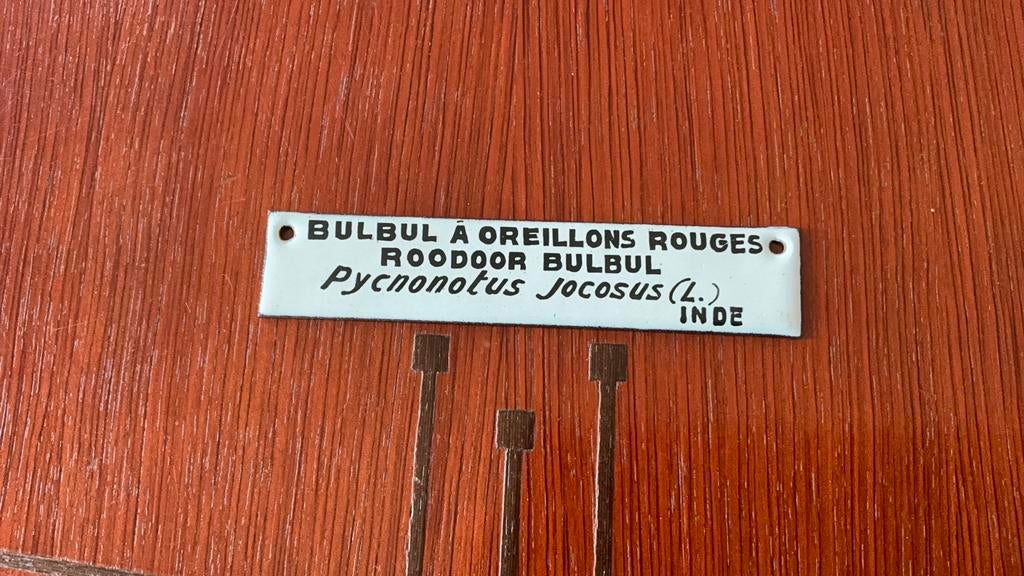 BULBUL À OREILLONS ROUGES
ROODOOR BULBUL
Pycnonotus Jocosus (L.)
INDE